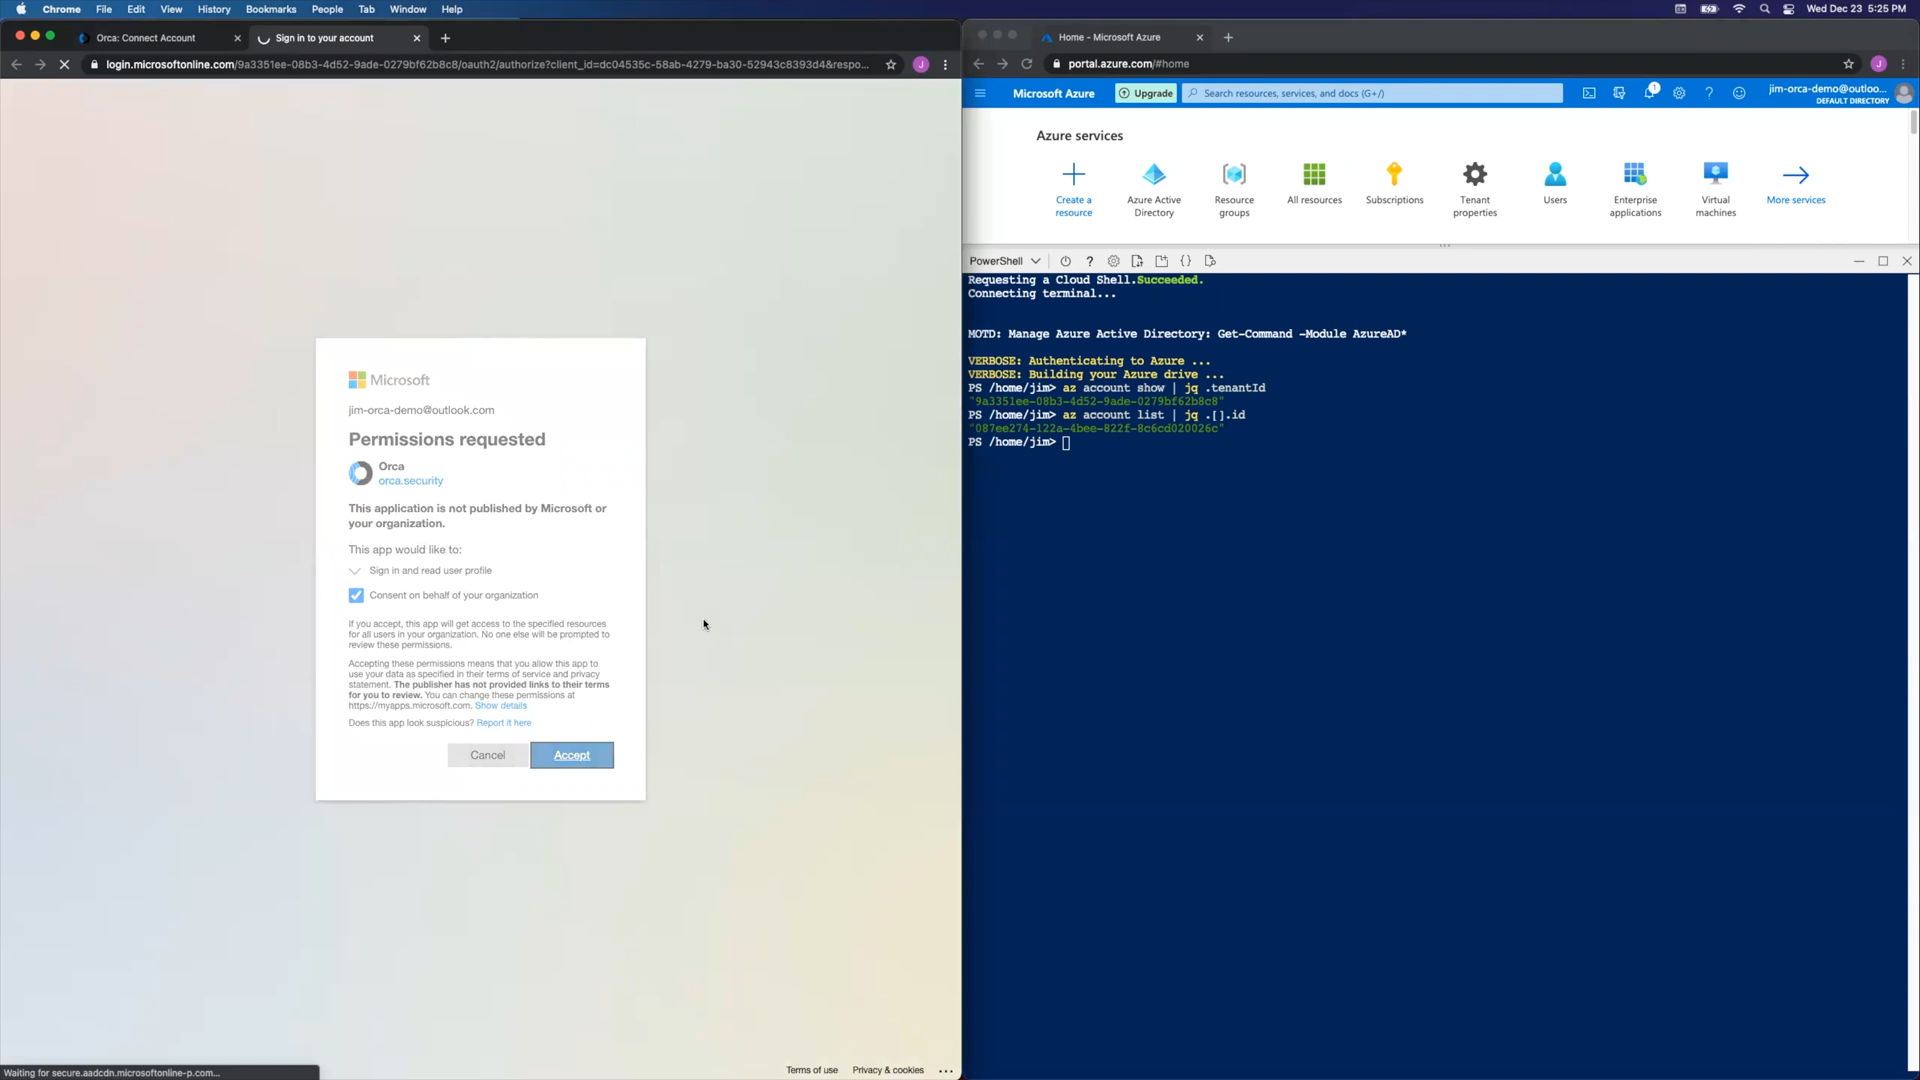 Chrome File Edit View History Bookmarks People Tab Window Help
Wed Dec 23 5:25 PM
Orca: Connect Account
Sign in to your account
login.microsoftonline.com/9a3351ee-08b3-4d52-9ade-0279bf62b8c8/oauth2/authorize?client_id=dc04535c-58ab-4279-ba30-52943c8393d4&respo...
J
Microsoft
jim-orca-demo@outlook.com
Permissions requested
Orca
orca.security
This application is not published by Microsoft or
your organization.
This app would like to:
Sign in and read user profile
Consent on behalf of your organization
If you accept, this app will get access to the specified resources
for all users in your organization. No one else will be prompted to
review these permissions.
Accepting these permissions means that you allow this app to
use your data as specified in their terms of service and privacy
statement. The publisher has not provided links to their terms
for you to review. You can change these permissions at
https://myapps.microsoft.com. Show details
Does this app look suspicious? Report it here
Cancel
Accept
Terms of use
Privacy & cookies
...
Waiting for secure.aadcdn.microsoftonline-p.com...
Home - Microsoft Azure
portal.azure.com/#home
J
Microsoft Azure
Upgrade
Search resources, services, and docs (G+/)
1
?
jim-orca-demo@outloo...
DEFAULT DIRECTORY
Azure services
Create a
resource
Azure Active
Directory
Resource
groups
All resources
Subscriptions
Tenant
properties
Users
Enterprise
applications
Virtual
machines
More services
PowerShell
?
{}
Requesting a Cloud Shell.Succeeded.
Connecting terminal...
MOTD: Manage Azure Active Directory: Get-Command -Module AzureAD*
VERBOSE: Authenticating to Azure ...
VERBOSE: Building your Azure drive ...
PS /home/jim> az account show | jq .tenantId
"9a3351ee-08b3-4d52-9ade-0279bf62b8c8"
PS /home/jim> az account list | jq .[].id
"087ee274-122a-4bee-822f-8c6cd020026c"
PS /home/jim>